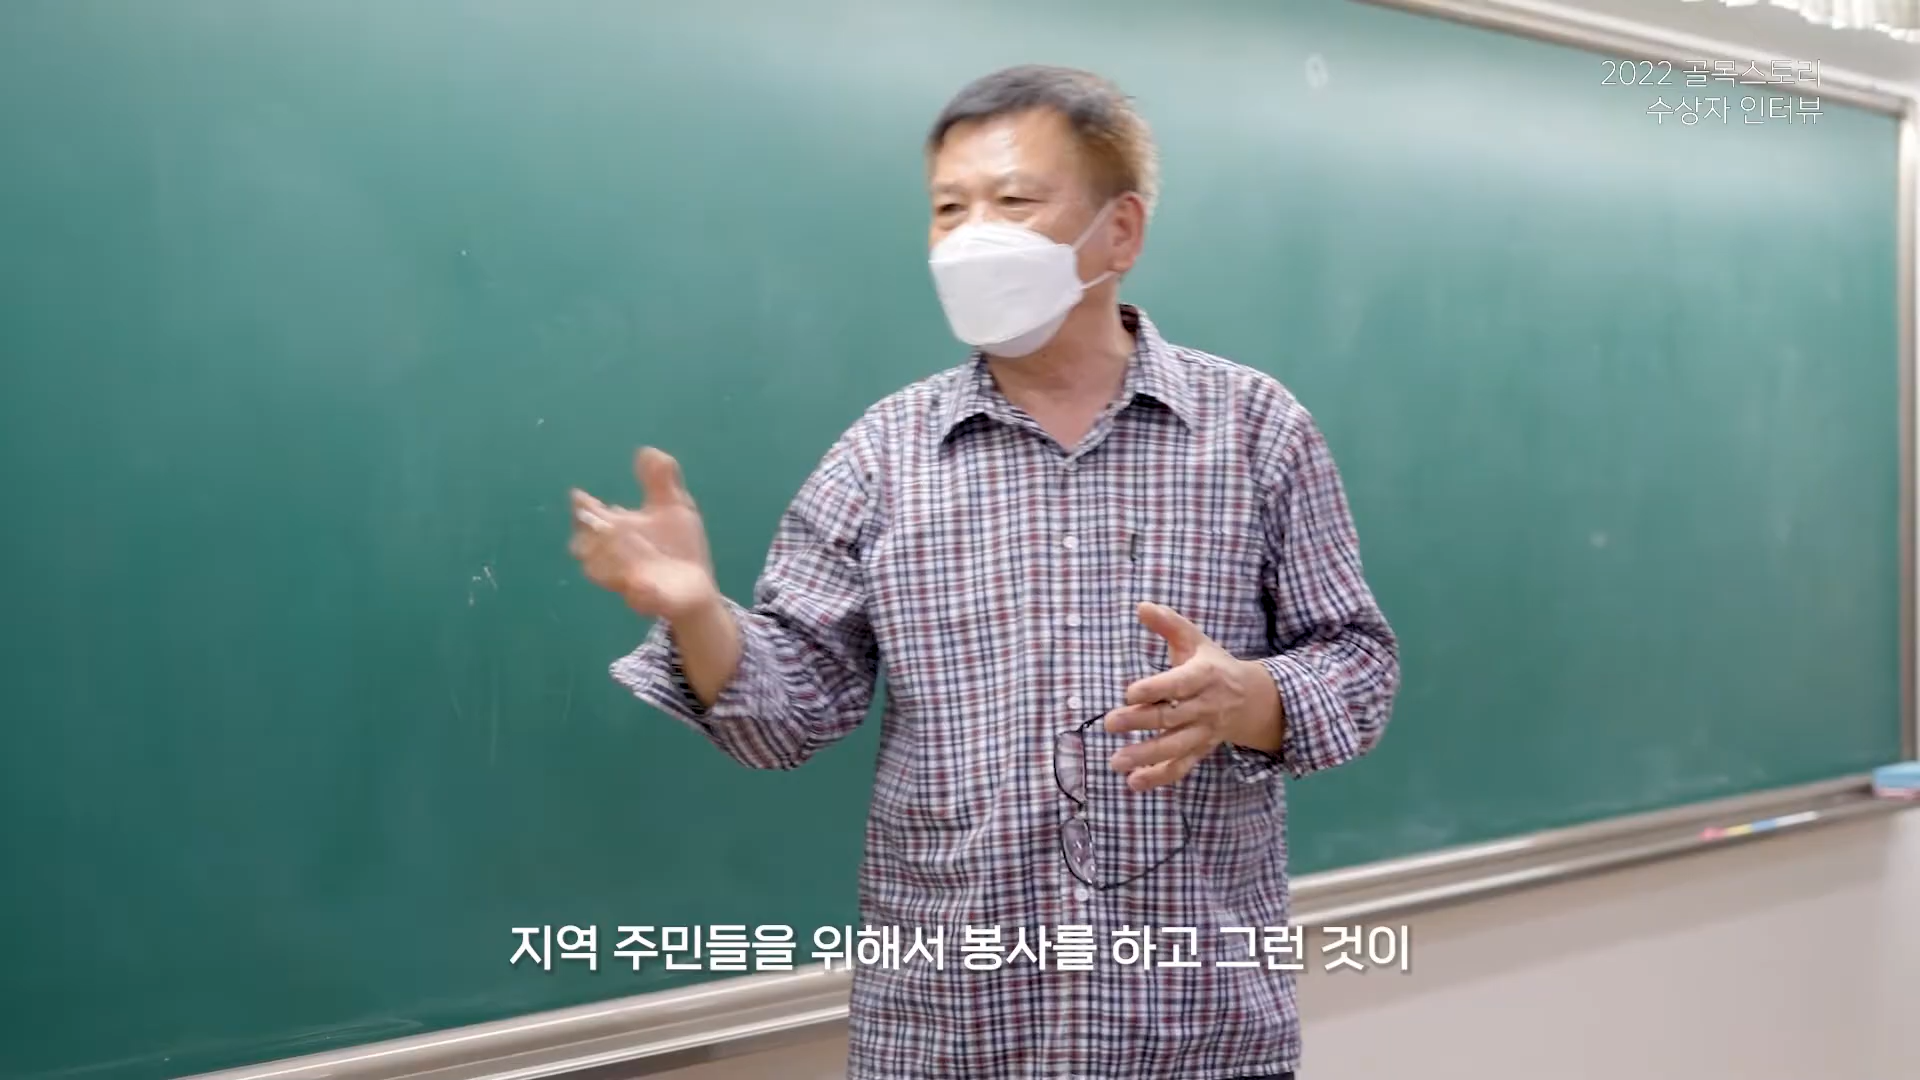 2022 골목스토리
수상자 인터뷰
지역 주민들을 위해서 봉사를 하고 그런 것이